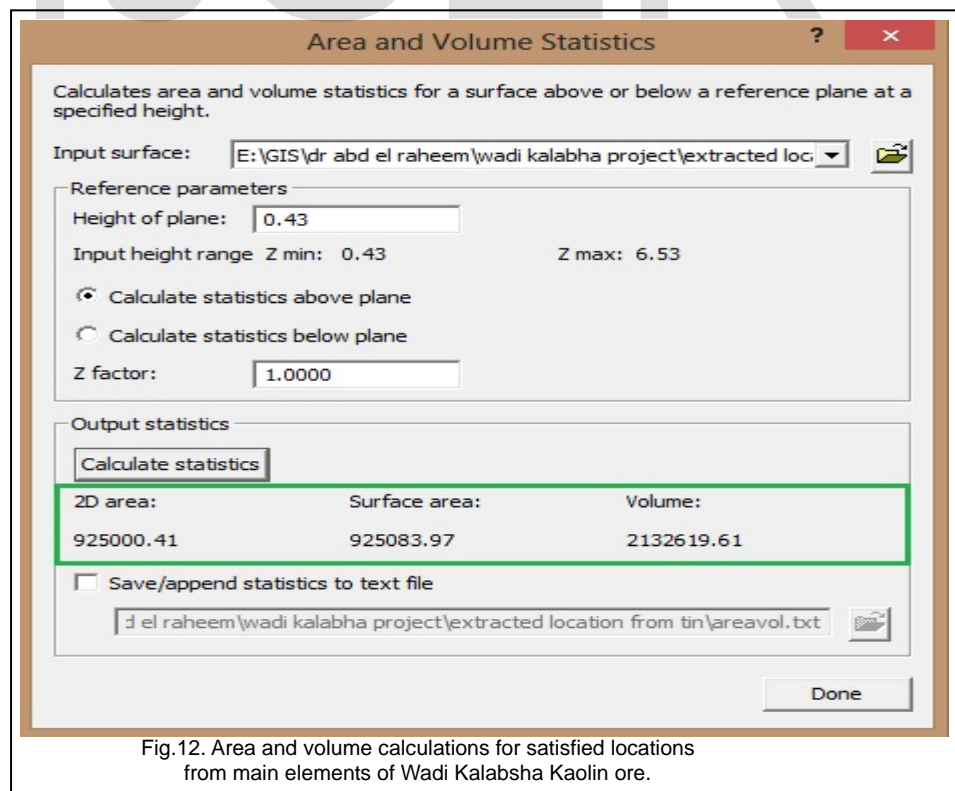 Area and Volume Statistics
?
×
Calculates area and volume statistics for a surface above or below a reference plane at a
specified height.
Input surface: E:\GIS\dr abd el raheem\wadi kalabha project\extracted loc
Reference parameters
Height of plane: 0.43
Input height range Z min: 0.43 Z max: 6.53
Calculate statistics above plane
Calculate statistics below plane
Z factor: 1.0000
Output statistics
Calculate statistics
2D area: Surface area: Volume:
925000.41 925083.97 2132619.61
Save/append statistics to text file
el raheem\wadi kalabha project\extracted location from tin\areavol.txt
Done
Fig.12. Area and volume calculations for satisfied locations
from main elements of Wadi Kalabsha Kaolin ore.